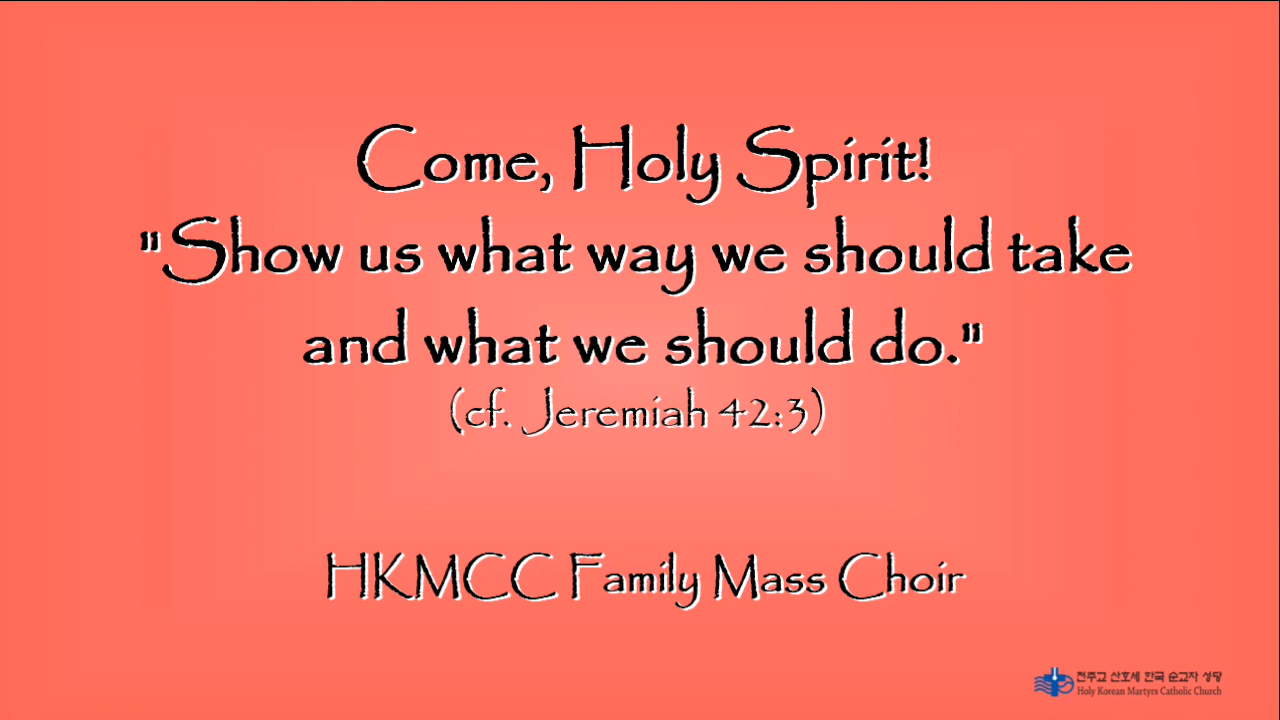 Come, Holy Spirit!
"Show us what way we should take
and what we should do."
(cf. Jeremiah 42:3)
HKMCC Family Mass Choir
천주교 산호세 한국 순교자 성당
Holy Korean Martyrs Catholic Church